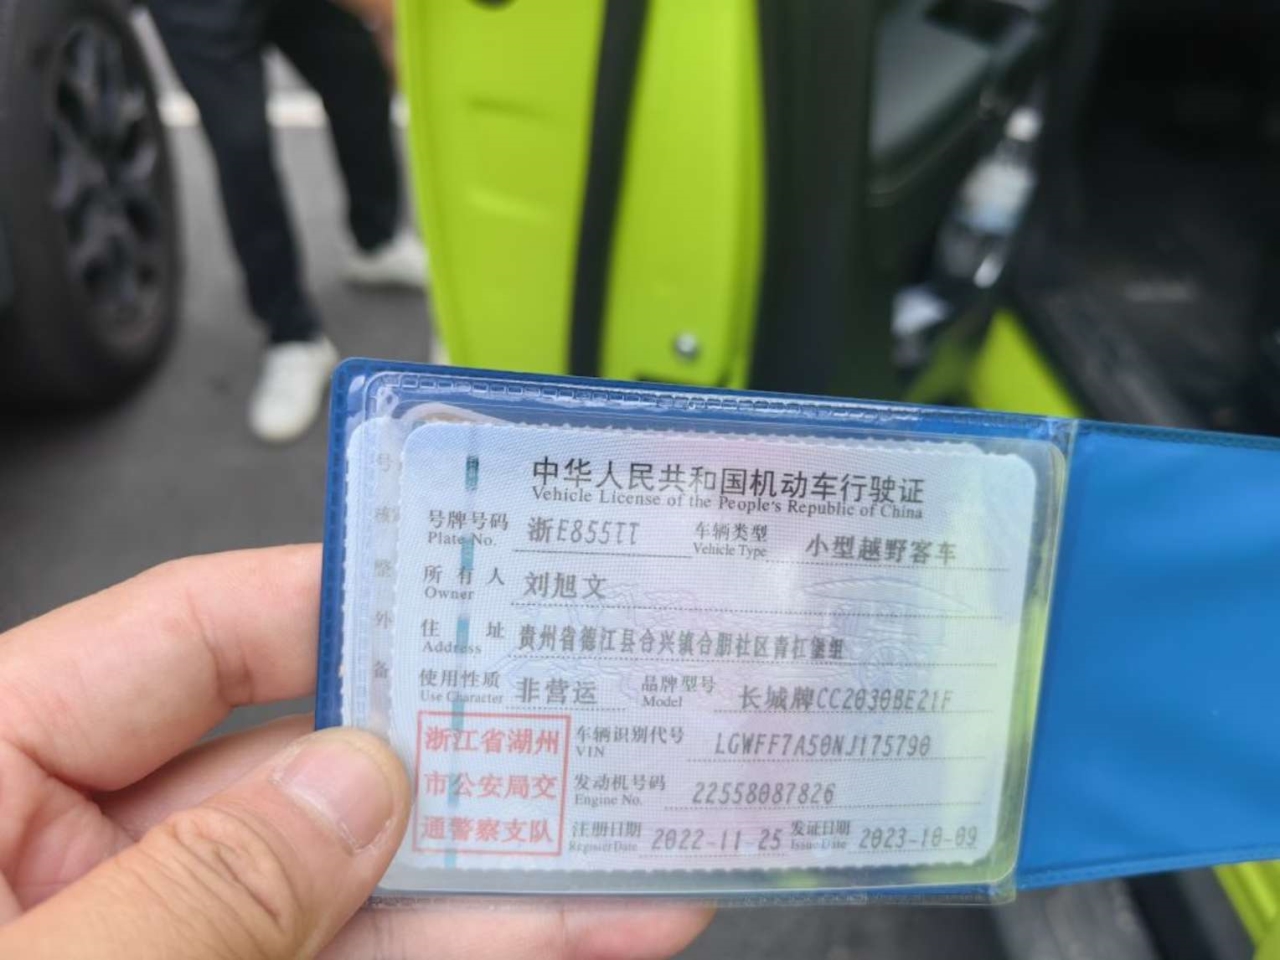 中华人民共和国机动车行驶证
Vehicle License of the People's Republic of China
号牌号码 浙E855TT 车辆类型 小型越野客车
Plate No. Vehicle Type
所有人 刘旭文
Owner
住址 贵州省德江县合兴镇合朋社区青杠堡组
Address
使用性质 非营运 品牌型号 长城牌CC2030BE21F
Use Character Model
浙江省湖州
市公安局交
通警察支队
车辆识别代号 LGWFF7A50NJ175790
VIN
发动机号码 22558087826
Engine No.
注册日期 2022-11-25 发证日期 2023-10-09
Register Date Issue Date
号
核
整
外
备